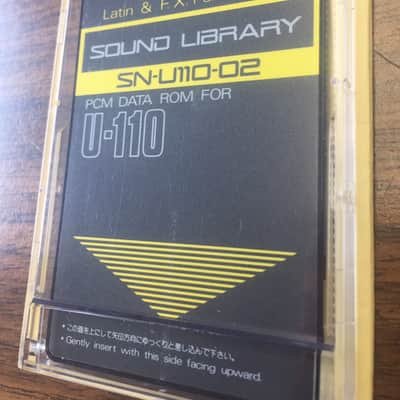 Latin & F.X.
SOUND LIBRARY
SN-U110-02
PCM DATA ROM FOR
U-110
• この面を上にして矢印方向にゆっくりと差し込んで下さい。
• Gently insert with this side facing upward.